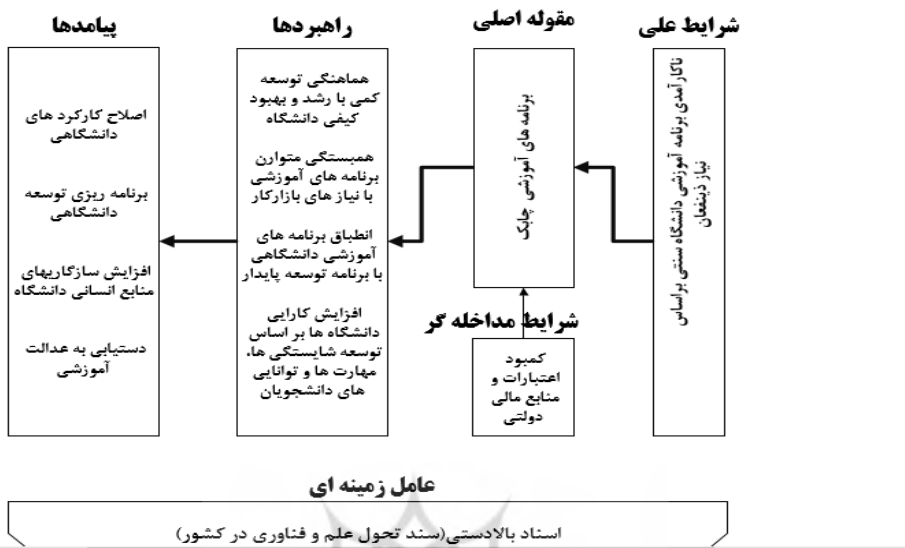 شرایط علی
ناکارآمدی برنامه آموزشی دانشگاه سنتی براساس
نیاز ذینفعان
مقوله اصلی
برنامه های آموزشی چابک
شرایط مداخله گر
کمبود
اعتبارات و
منابع مالی
دولتی
راهبردها
هماهنگی توسعه
کمی با رشد و بهبود
کیفی دانشگاه
همبستگی متوارن
برنامه های آموزشی
با نیاز های بازارکار
انطباق برنامه های
آموزشی دانشگاهی
با برنامه توسعه پایدار
افزایش کارایی
دانشگاه ها بر اساس
توسعه شایستگی ها،
مهارت ها و توانایی
های دانشجویان
پیامدها
اصلاح کارکرد های
دانشگاهی
برنامه ریزی توسعه
دانشگاهی
افزایش سازگاریهای
منابع انسانی دانشگاه
دستیابی به عدالت
آموزشی
عامل زمینه ای
اسناد بالادستی(سند تحول علم و فناوری در کشور)